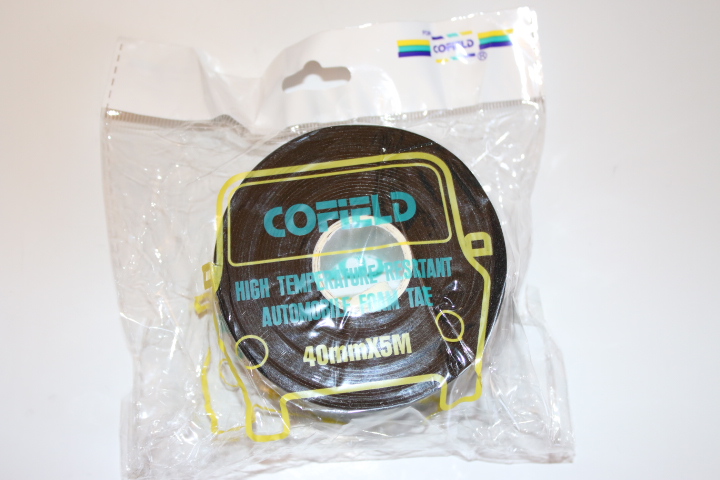 COFIELD
®
COFIELD
HIGH TEMPERATURE RESISTANT
AUTOMOBILE FOAM TAE
40mmX5M